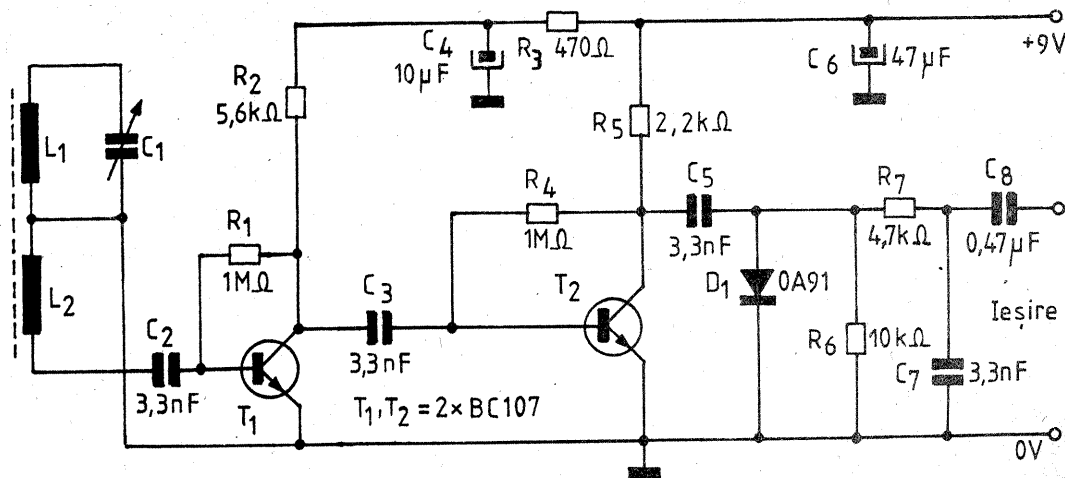 C4
10µF
R3
470Ω
C6
47µF
+9V
R2
5,6kΩ
L1
C1
R5
2,2kΩ
R4
1MΩ
C5
3,3nF
R7
4,7kΩ
C8
0,47µF
R1
1MΩ
L2
C2
3,3nF
C3
3,3nF
T2
D1
0A91
Ieșire
R6
10kΩ
C7
3,3nF
T1
T1,T2=2×BC107
0V